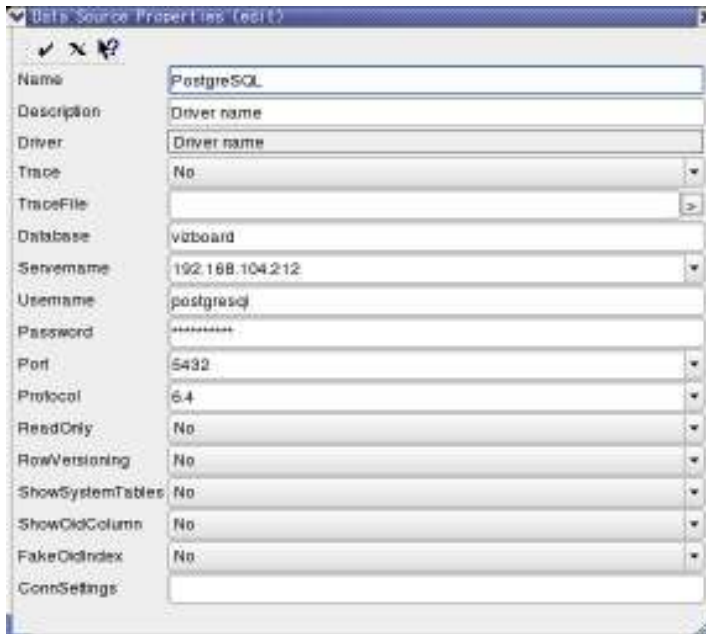 Data Source Properties (edit)
Name PostgreSQL
Description Driver name
Driver Driver name
Trace No
TraceFile
Database vizboard
Servername 192.168.104.212
Username postgresql
Password **********
Port 5432
Protocol 6.4
ReadOnly No
RowVersioning No
ShowSystemTables No
ShowOidColumn No
FakeOidIndex No
ConnSettings